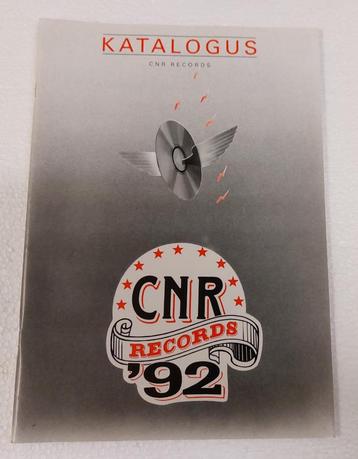 KATALOGUS
CNR RECORDS
CNR
RECORDS
'92